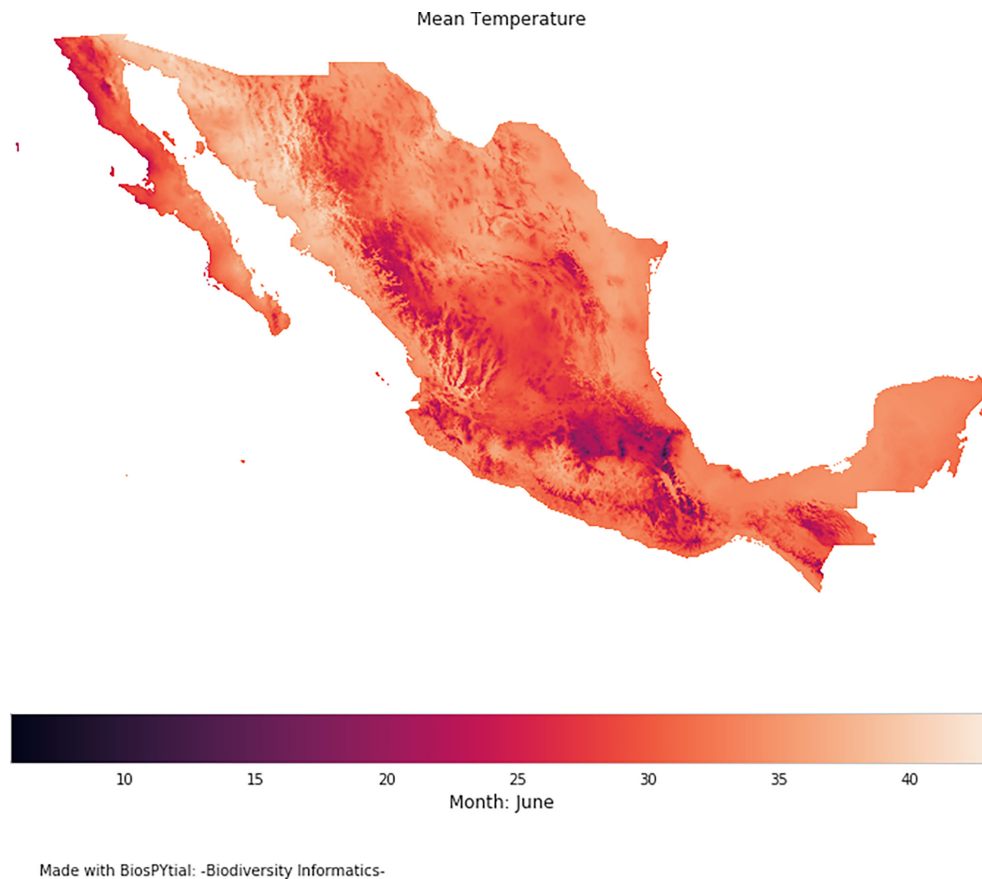 Mean Temperature
10 15 20 25 30 35 40
Month: June
Made with BiosPYtial: -Biodiversity Informatics-